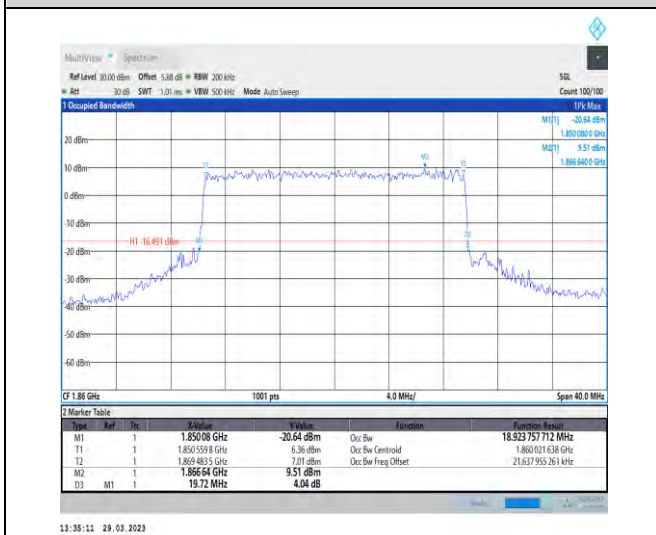 MultiView Spectrum
Ref Level 30.00 dBm Offset 5.88 dB RBW 200 kHz SGL
Att 30 dB SWT 1.01 ms VBW 500 kHz Mode Auto Sweep Count 100/100
1 Occupied Bandwidth 1Pk Max
M1[1] -20.64 dBm
1.850 080 0 GHz
M2[1] 9.51 dBm
1.866 640 0 GHz
20 dBm
10 dBm
0 dBm
-10 dBm
-20 dBm
-30 dBm
-40 dBm
-50 dBm
-60 dBm
T1 M2 T2
H1 -16.491 dBm M1 D3
CF 1.86 GHz 1001 pts 4.0 MHz/ Span 40.0 MHz
2 Marker Table
Type Ref Trc X-Value Y-Value Function Function Result
M1 1 1.85008 GHz -20.64 dBm Occ Bw 18.923 757 712 MHz
T1 1 1.850 559 8 GHz 6.36 dBm Occ Bw Centroid 1.860 021 638 GHz
T2 1 1.869 483 5 GHz 7.01 dBm Occ Bw Freq Offset 21.637 955 261 kHz
M2 1 1.866 64 GHz 9.51 dBm
D3 M1 1 19.72 MHz 4.04 dB
13:35:11 29.03.2023